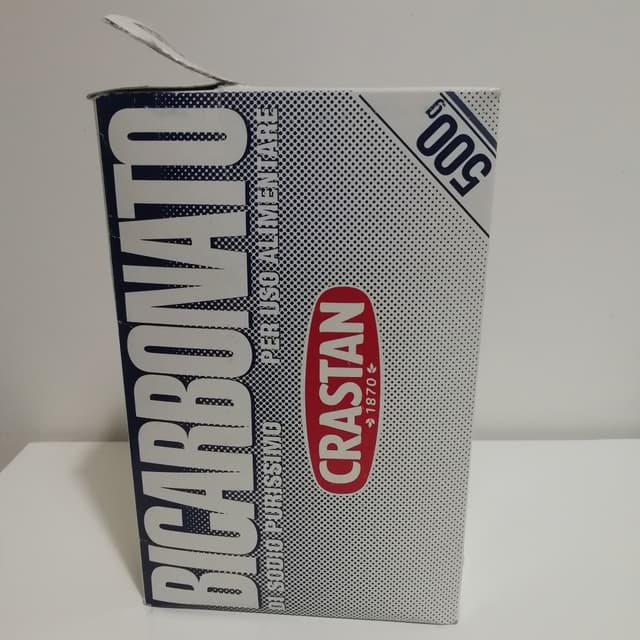 BICARBONATO
DI SODIO PURISSIMO PER USO ALIMENTARE
CRASTAN
1870
500g